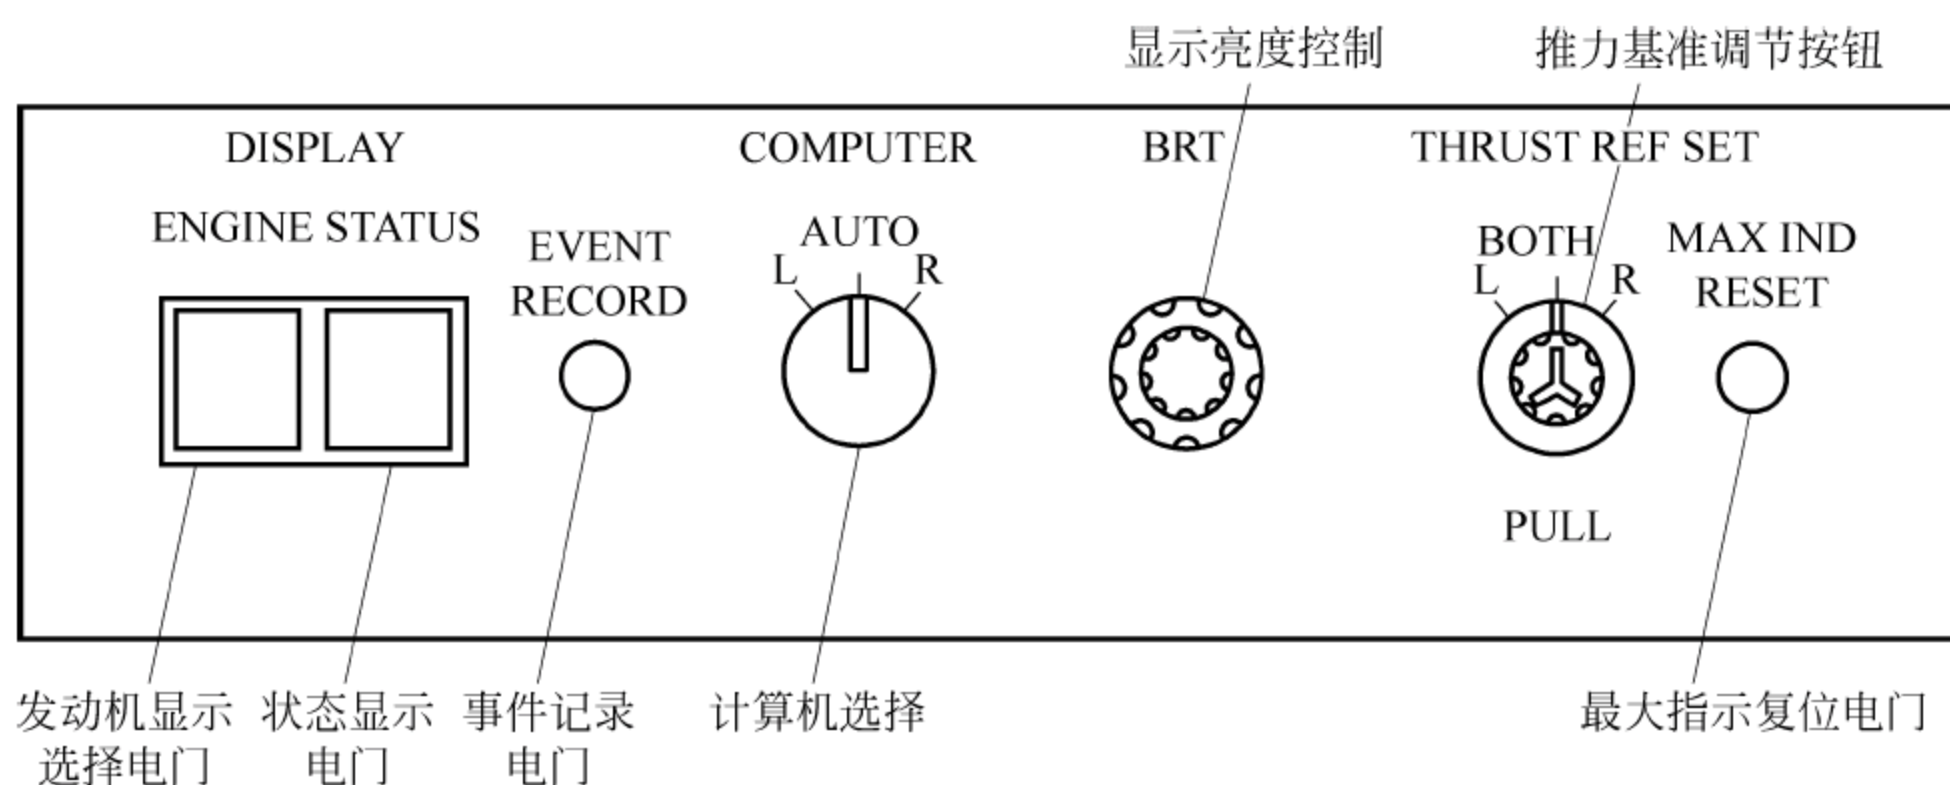 显示亮度控制
推力基准调节按钮
DISPLAY
COMPUTER
BRT
THRUST REF SET
ENGINE STATUS
EVENT
RECORD
AUTO
L
R
BOTH
L
R
MAX IND
RESET
PULL
发动机显示
选择电门
状态显示
电门
事件记录
电门
计算机选择
最大指示复位电门